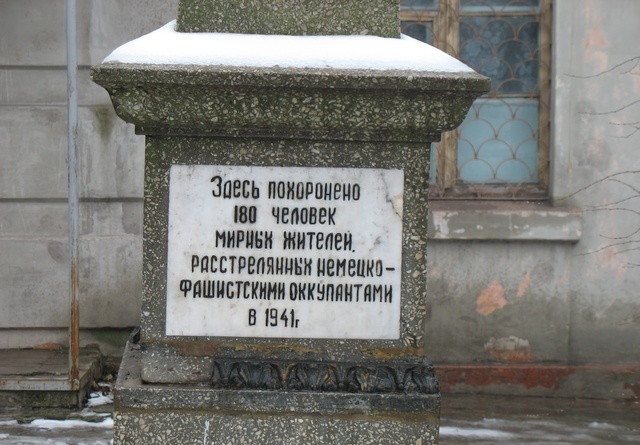 Здесь похоронено
180 человек
мирных жителей,
расстрелянных немецко-
фашистскими оккупантами
в 1941г